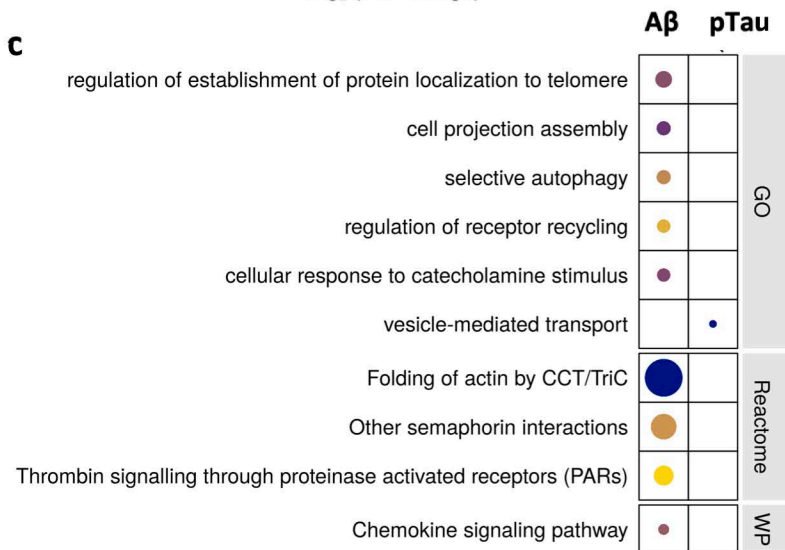 Aβ pTau
c
regulation of establishment of protein localization to telomere
cell projection assembly
selective autophagy
regulation of receptor recycling
cellular response to catecholamine stimulus
vesicle-mediated transport
GO
Folding of actin by CCT/TriC
Other semaphorin interactions
Thrombin signalling through proteinase activated receptors (PARs)
Reactome
Chemokine signaling pathway
WP